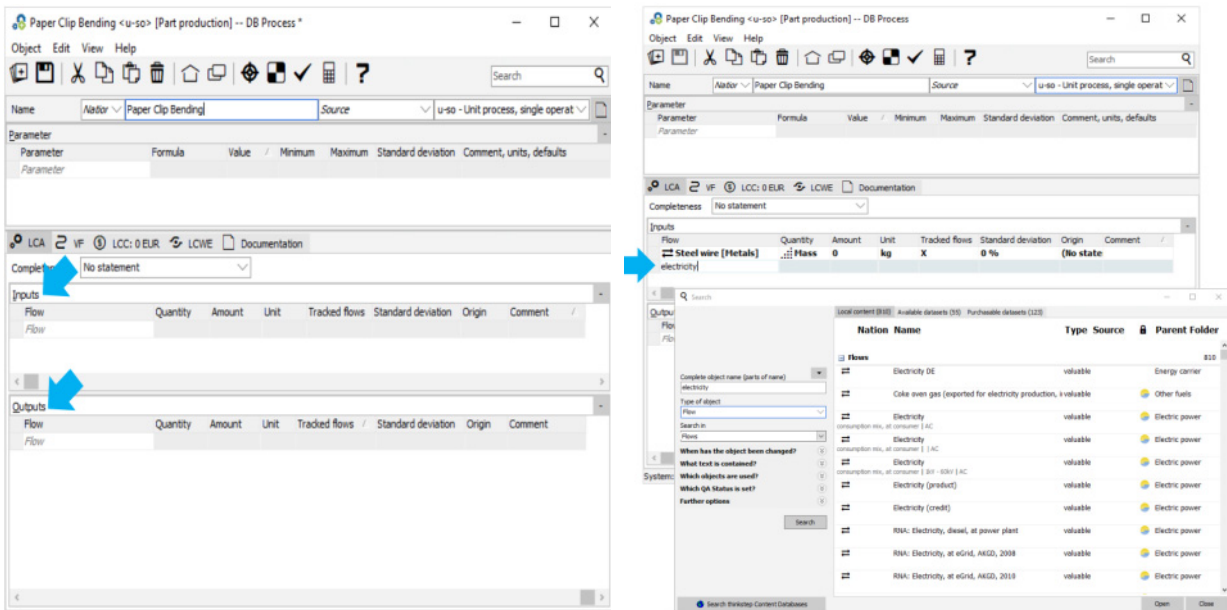 Paper Clip Bending <u-so> [Part production] -- DB Process *
Object Edit View Help
Search
Name Nation Paper Clip Bending Source u-so - Unit process, single operat
Parameter
Parameter Formula Value / Minimum Maximum Standard deviation Comment, units, defaults
Parameter
LCA VF LCC: 0 EUR LCWE Documentation
Completeness No statement
Inputs
Flow Quantity Amount Unit Tracked flows Standard deviation Origin Comment /
Flow
Outputs
Flow Quantity Amount Unit Tracked flows / Standard deviation Origin Comment
Flow
Paper Clip Bending <u-so> [Part production] -- DB Process
Object Edit View Help
Search
Name Nation Paper Clip Bending Source u-so - Unit process, single operat
Parameter
Parameter Formula Value / Minimum Maximum Standard deviation Comment, units, defaults
Parameter
LCA VF LCC: 0 EUR LCWE Documentation
Completeness No statement
Inputs
Flow Quantity Amount Unit Tracked flows Standard deviation Origin Comment /
Steel wire [Metals] Mass 0 kg X 0 % (No state
electricity
Outpu
Flow
System:
Search
Complete object name (parts of name)
electricity
Type of object
Flow
Search in
Flows
When has the object been changed?
What text is contained?
Which objects are used?
Which QA Status is set?
Further options
Search
Search thinkstep Content Databases
Local content (810) Available datasets (55) Purchasable datasets (123)
Nation Name Type Source Parent Folder
Flows 810
Electricity DE valuable Energy carrier
Coke oven gas (exported for electricity production, i valuable Other fuels
Electricity valuable Electric power
consumption mix, at consumer | AC
Electricity valuable Electric power
consumption mix, at consumer | | AC
Electricity valuable Electric power
consumption mix, at consumer | 1kV - 60kV | AC
Electricity (product) valuable Electric power
Electricity (credit) valuable Electric power
RNA: Electricity, diesel, at power plant valuable Electric power
RNA: Electricity, at eGrid, AKGD, 2008 valuable Electric power
RNA: Electricity, at eGrid, AKGD, 2010 valuable Electric power
Open Close